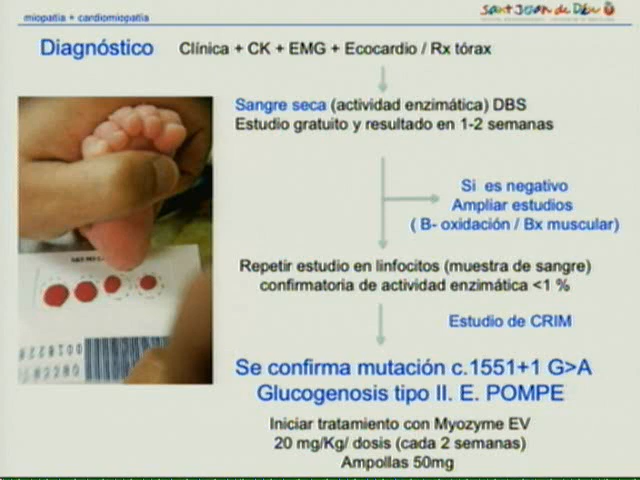 miopatia + cardiomiopatia
Sant Joan de Déu
Diagnóstico
Clínica + CK + EMG + Ecocardio / Rx tórax
Sangre seca (actividad enzimática) DBS
Estudio gratuito y resultado en 1-2 semanas
Si es negativo
Ampliar estudios
( B- oxidación / Bx muscular)
Repetir estudio en linfocitos (muestra de sangre)
confirmatoria de actividad enzimática <1 %
Estudio de CRIM
Se confirma mutación c.1551+1 G>A
Glucogenosis tipo II. E. POMPE
Iniciar tratamiento con Myozyme EV
20 mg/Kg/ dosis (cada 2 semanas)
Ampollas 50mg